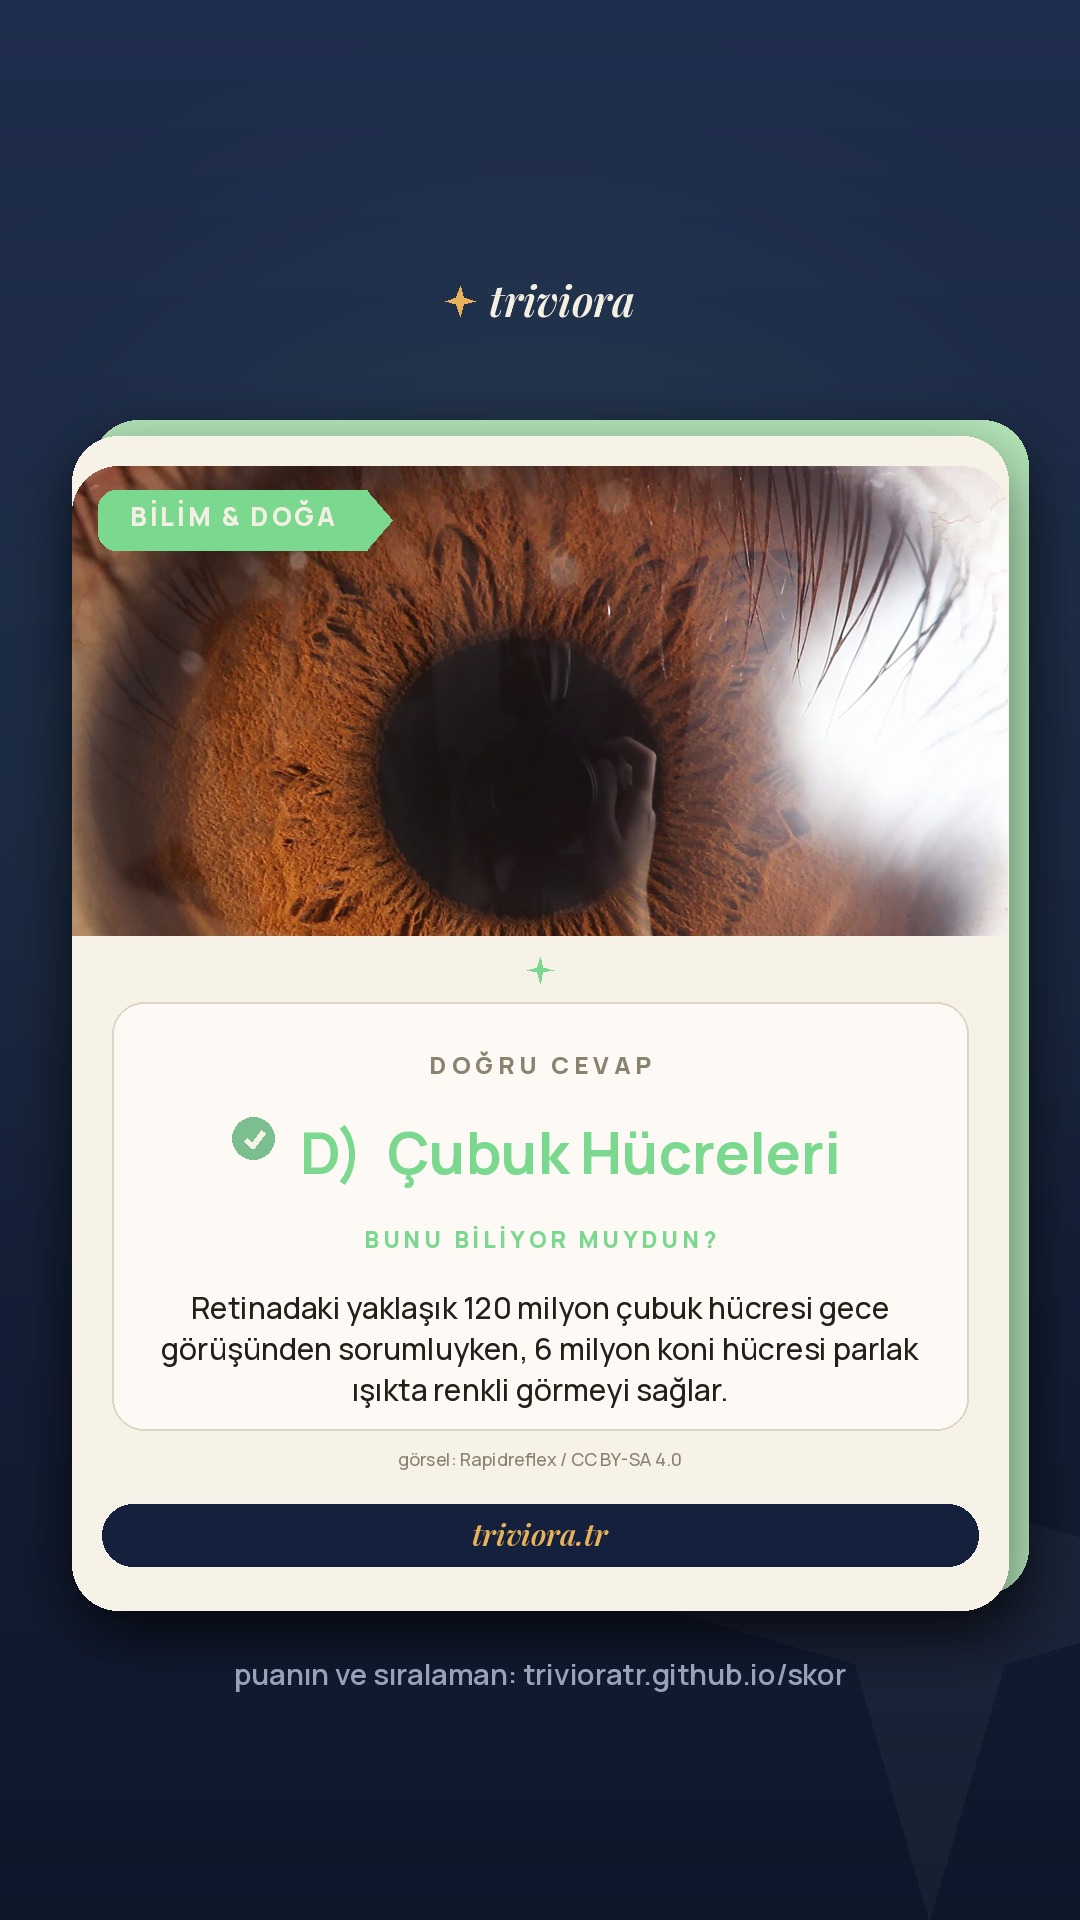 triviora
BİLİM & DOĞA
DOĞRU CEVAP
D) Çubuk Hücreleri
BUNU BİLİYOR MUYDUN?
Retinadaki yaklaşık 120 milyon çubuk hücresi gece
görüşünden sorumluyken, 6 milyon koni hücresi parlak
ışıkta renkli görmeyi sağlar.
görsel: Rapidreflex / CC BY-SA 4.0
triviora.tr
puanın ve sıralaman: trivioratr.github.io/skor